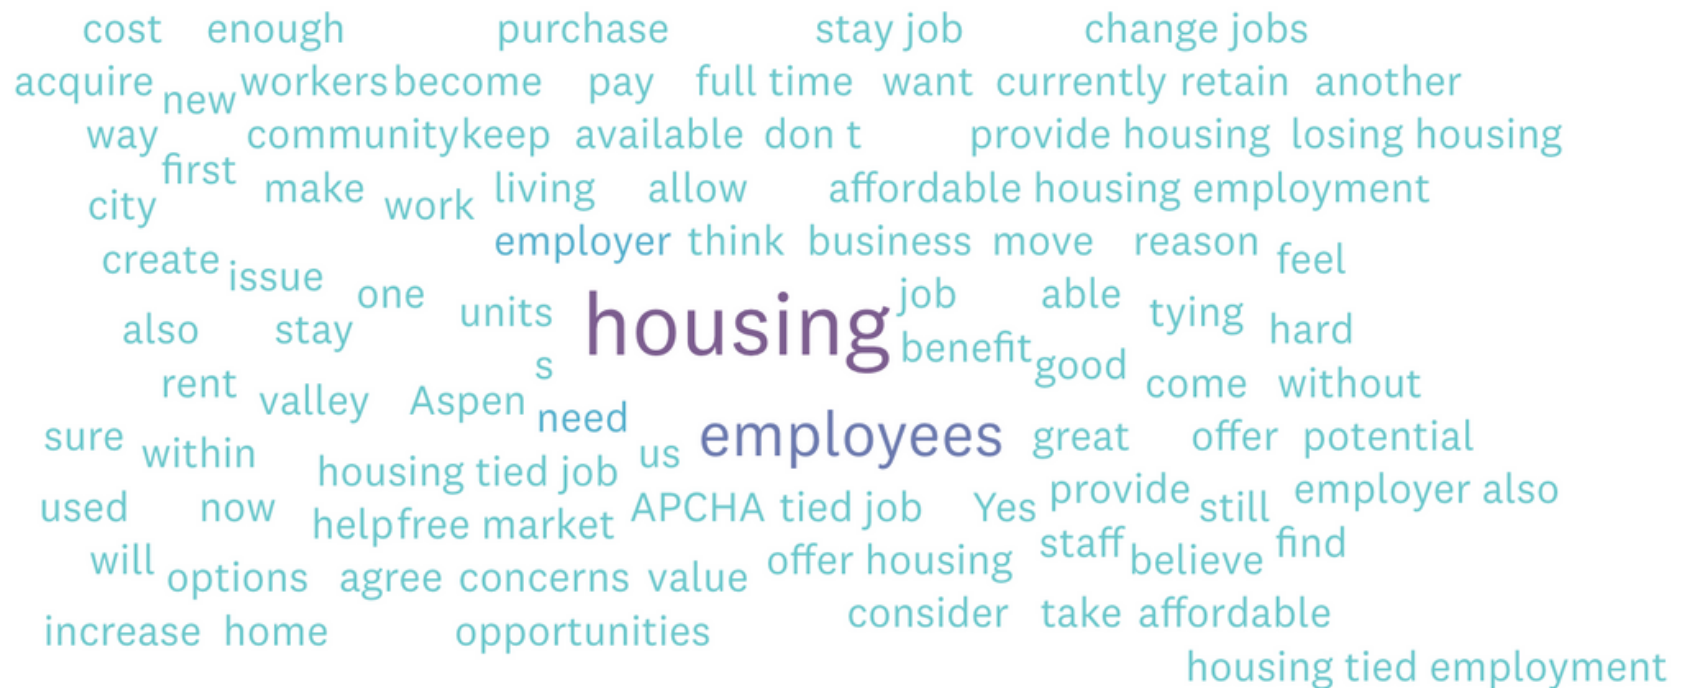 cost enough purchase stay job change jobs
acquire new workers become pay full time want currently retain another
way community keep available don t provide housing losing housing
first
city make work living allow affordable housing employment
employer think business move reason feel
create issue one units housing job able tying hard
also stay s benefit good
rent valley Aspen need come without
sure within housing tied job us employees great offer potential
used now help free market APCHA tied job Yes provide still employer also
will options agree concerns value offer housing staff believe find
increase home opportunities consider take affordable
housing tied employment